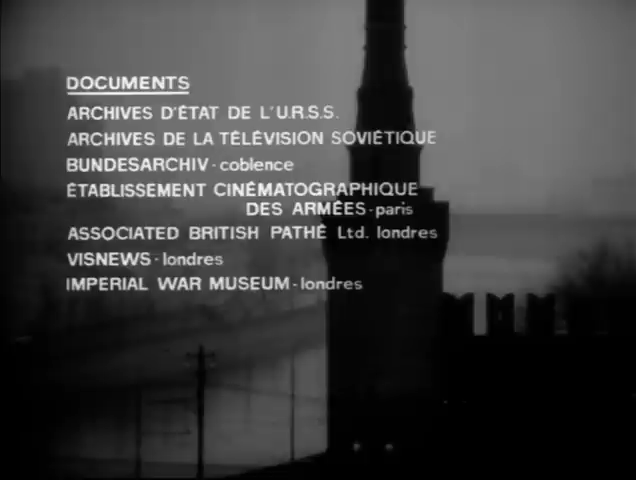 DOCUMENTS
ARCHIVES D'ÉTAT DE L'U.R.S.S.
ARCHIVES DE LA TÉLÉVISION SOVIÉTIQUE
BUNDESARCHIV - coblence
ÉTABLISSEMENT CINÉMATOGRAPHIQUE
DES ARMÉES - paris
ASSOCIATED BRITISH PATHÉ Ltd. londres
VISNEWS - londres
IMPERIAL WAR MUSEUM - londres